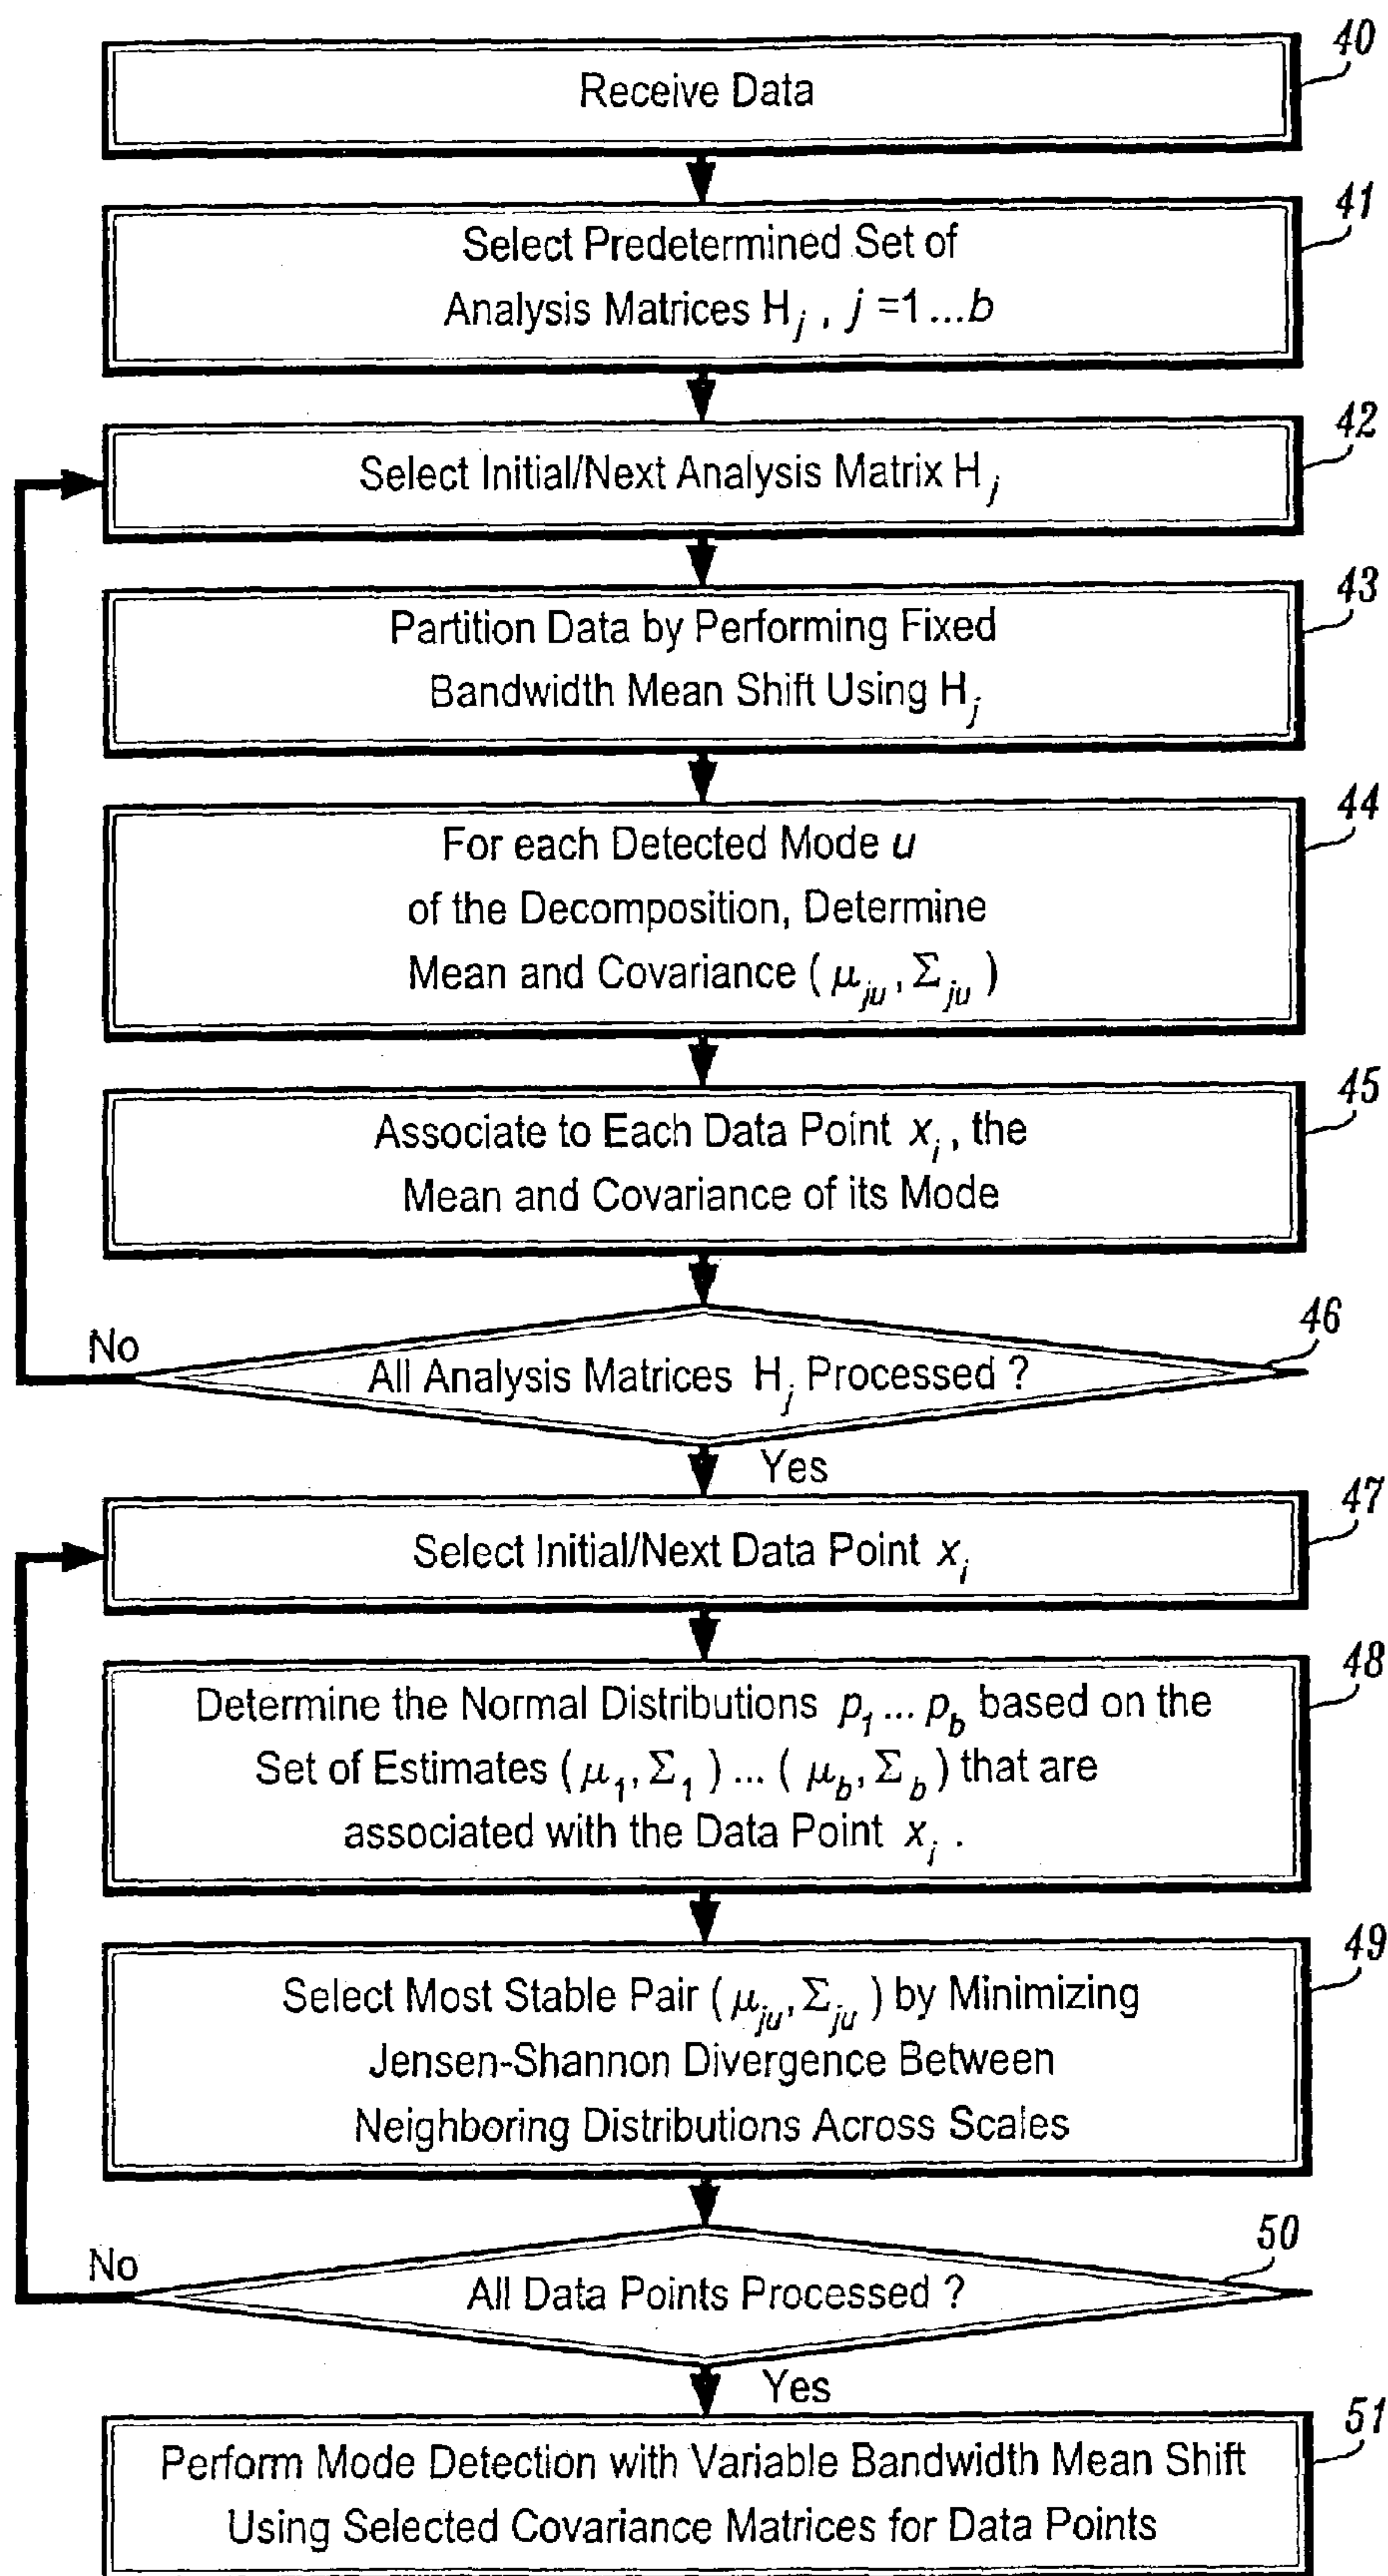 40
Receive Data
41
Select Predetermined Set of
Analysis Matrices H_j , j =1 ... b
42
Select Initial/Next Analysis Matrix H_j
43
Partition Data by Performing Fixed
Bandwidth Mean Shift Using H_j
44
For each Detected Mode u
of the Decomposition, Determine
Mean and Covariance ( μ_ju , Σ_ju )
45
Associate to Each Data Point x_i , the
Mean and Covariance of its Mode
46
No
All Analysis Matrices H_j Processed ?
Yes
47
Select Initial/Next Data Point x_i
48
Determine the Normal Distributions p_1 ... p_b based on the
Set of Estimates ( μ_1 , Σ_1 ) ... ( μ_b , Σ_b ) that are
associated with the Data Point x_i .
49
Select Most Stable Pair ( μ_ju , Σ_ju ) by Minimizing
Jensen-Shannon Divergence Between
Neighboring Distributions Across Scales
50
No
All Data Points Processed ?
Yes
51
Perform Mode Detection with Variable Bandwidth Mean Shift
Using Selected Covariance Matrices for Data Points